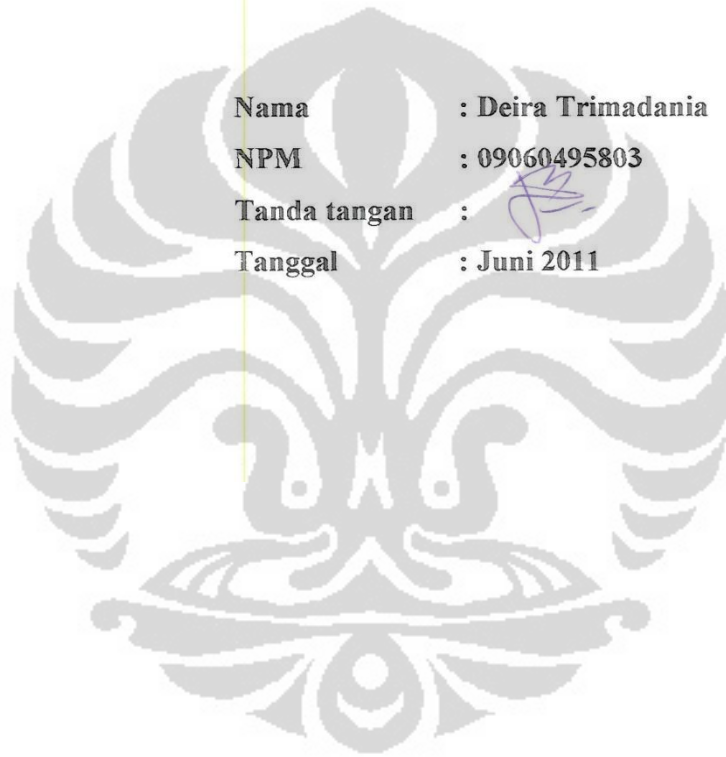 Nama : Deira Trimadania
NPM : 09060495803
Tanda tangan :
Tanggal : Juni 2011